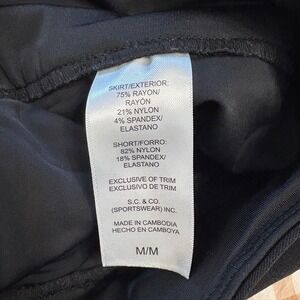 SKIRT/EXTERIOR:
75% RAYON/
RAYÓN
21% NYLON
4% SPANDEX/
ELASTANO
SHORT/FORRO:
82% NYLON
18% SPANDEX/
ELASTANO
EXCLUSIVE OF TRIM
EXCLUSIVO DE TRIM
S.C. & CO.
(SPORTSWEAR) INC.
MADE IN CAMBODIA
HECHO EN CAMBOYA
M/M